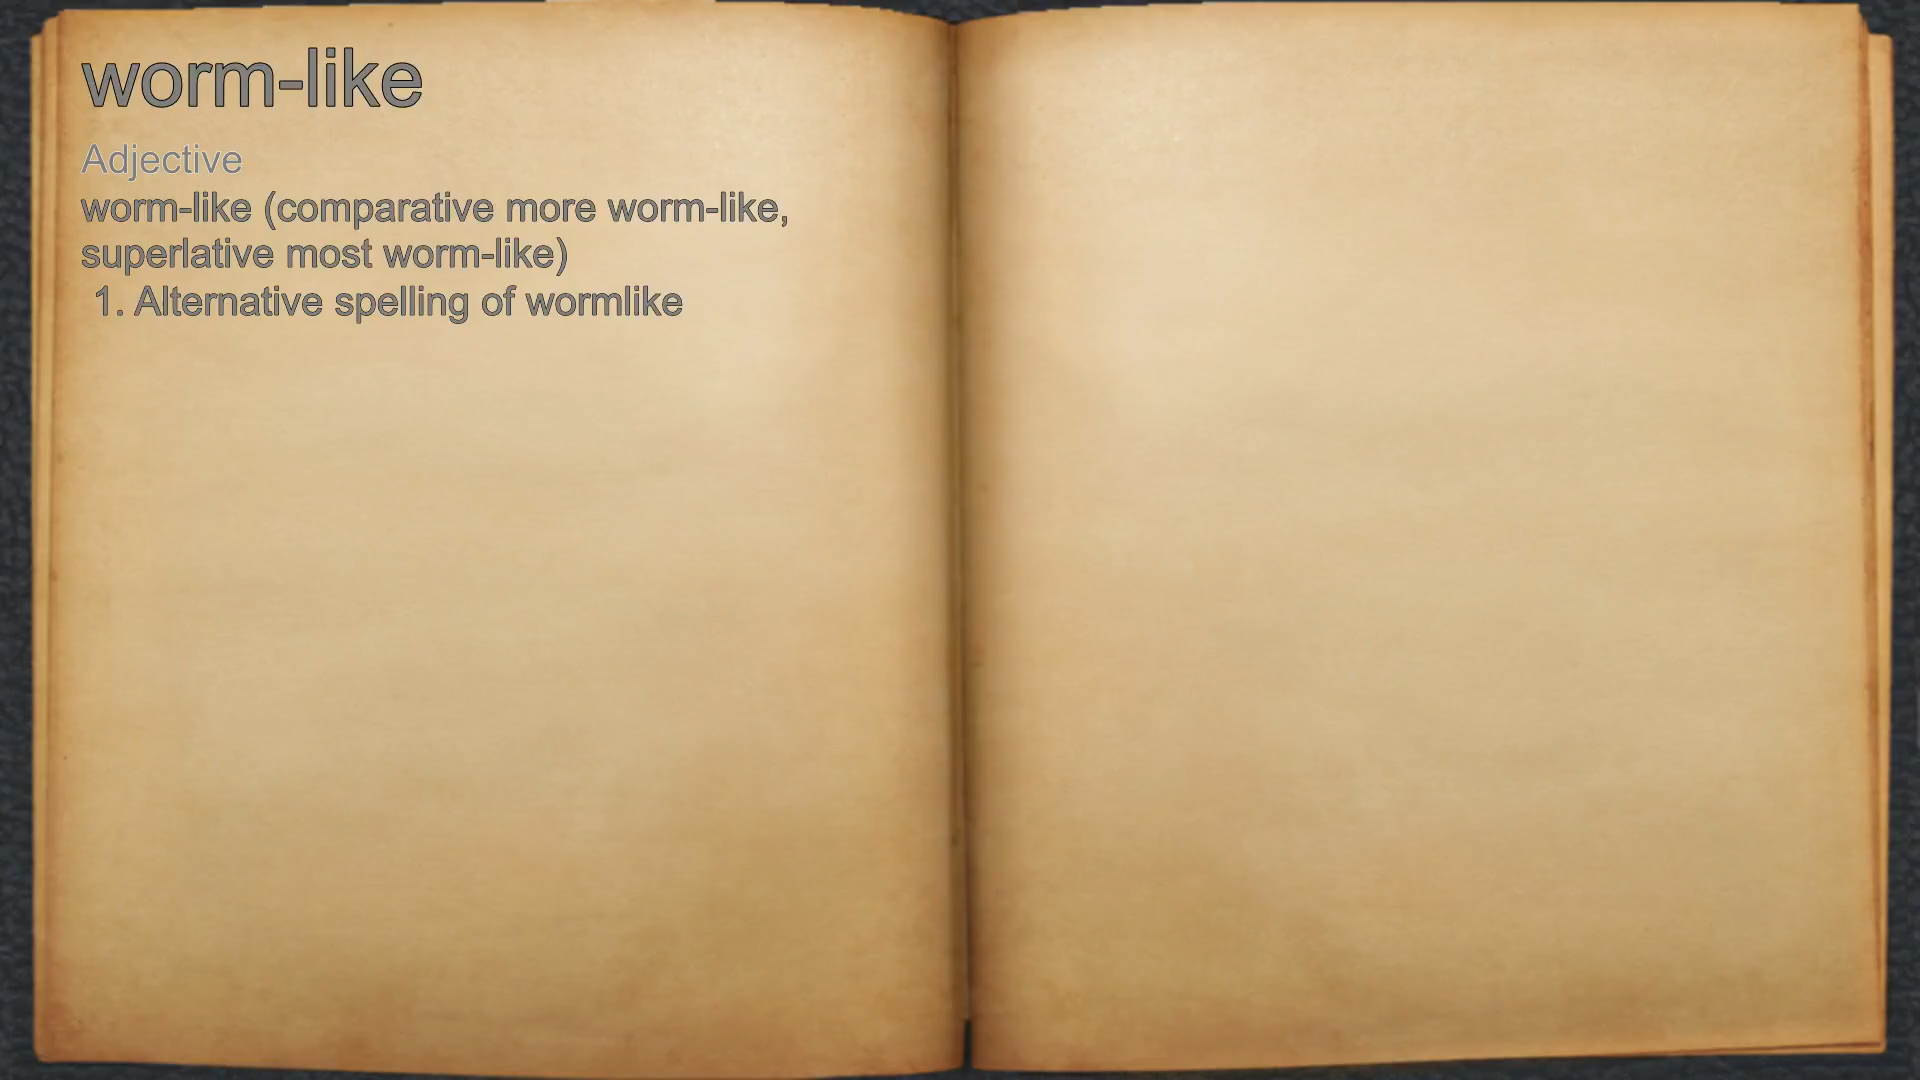 worm-like
Adjective
worm-like (comparative more worm-like,
superlative most worm-like)
1. Alternative spelling of wormlike